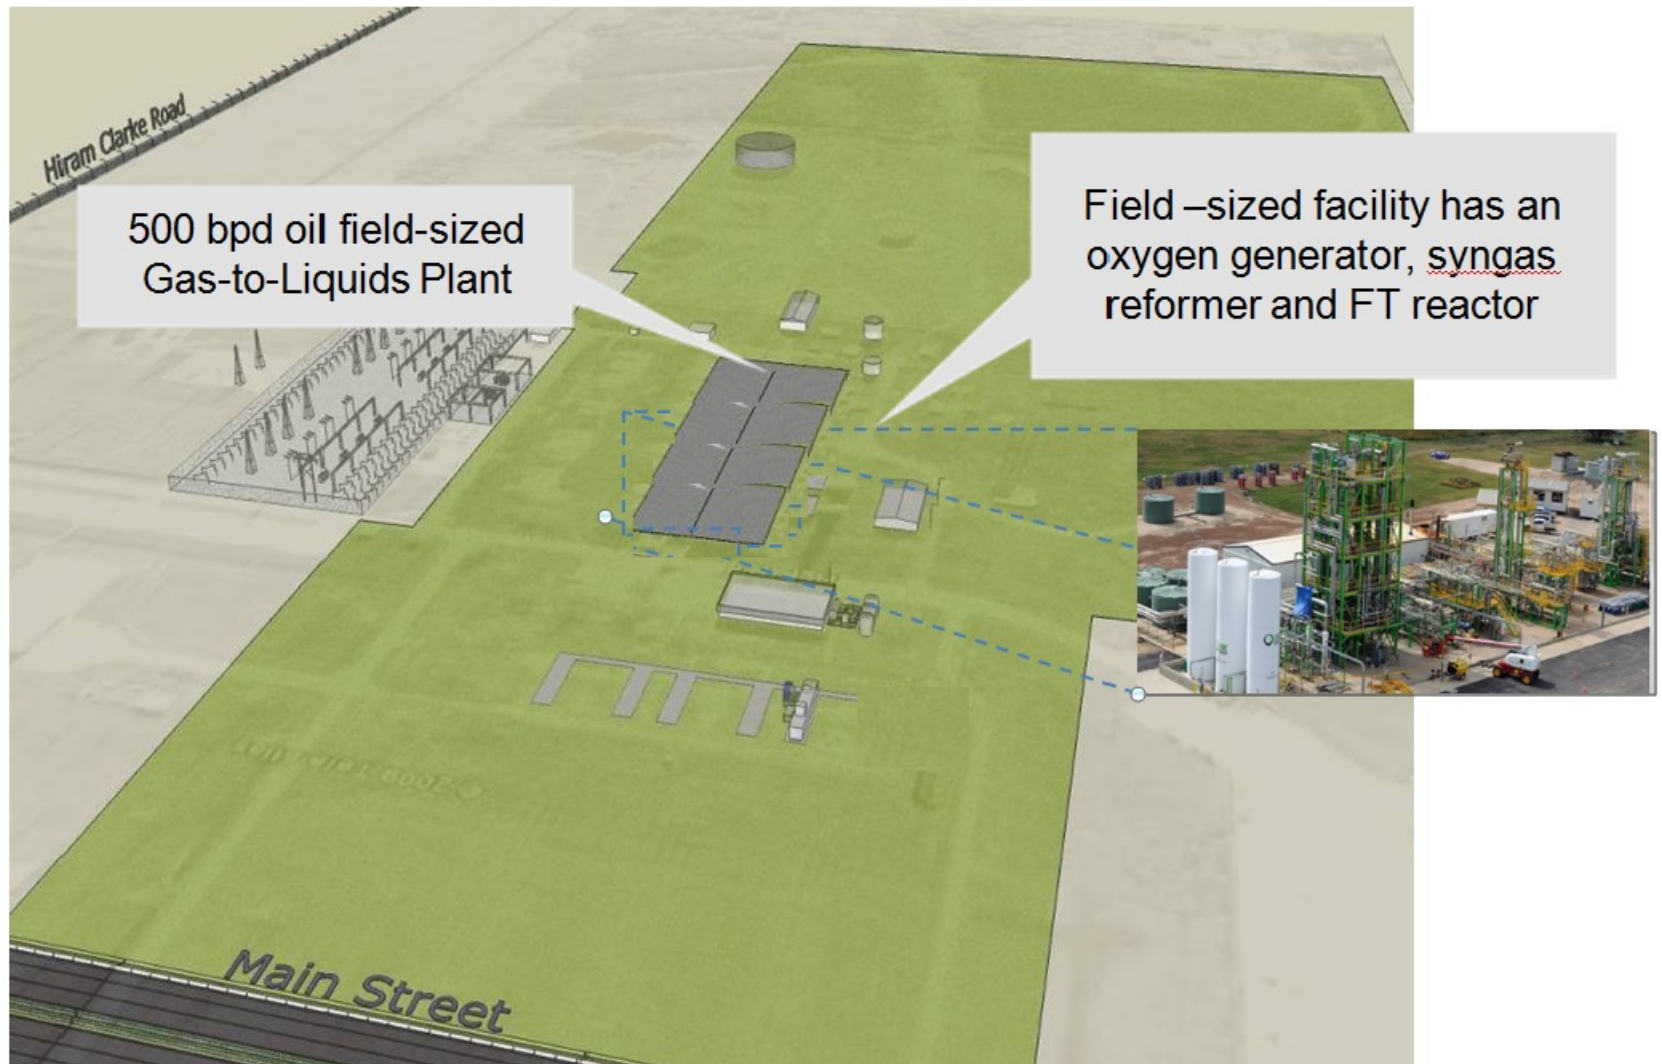 Hiram Clarke Road
500 bpd oil field-sized
Gas-to-Liquids Plant
Field –sized facility has an
oxygen generator, syngas
reformer and FT reactor
Main Street